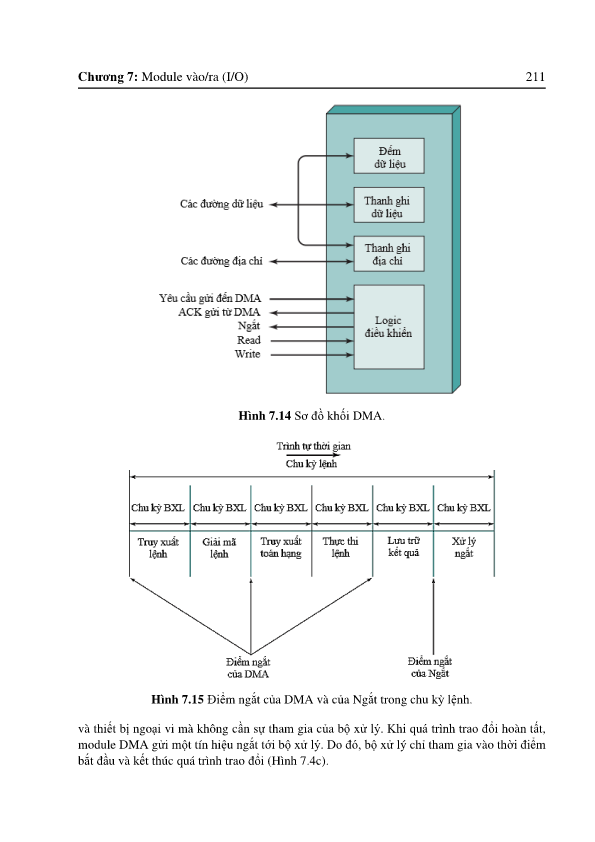 Chương 7: Module vào/ra (I/O) 211
Đếm
dữ liệu
Các đường dữ liệu
Thanh ghi
dữ liệu
Thanh ghi
địa chỉ
Các đường địa chỉ
Yêu cầu gửi đến DMA
ACK gửi từ DMA
Ngắt
Read
Write
Logic
điều khiển
Hình 7.14 Sơ đồ khối DMA.
Trình tự thời gian
Chu kỳ lệnh
Chu kỳ BXL Chu kỳ BXL Chu kỳ BXL Chu kỳ BXL Chu kỳ BXL Chu kỳ BXL
Truy xuất
lệnh
Giải mã
lệnh
Truy xuất
toán hạng
Thực thi
lệnh
Lưu trữ
kết quả
Xử lý
ngắt
Điểm ngắt
của DMA
Điểm ngắt
của Ngắt
Hình 7.15 Điểm ngắt của DMA và của Ngắt trong chu kỳ lệnh.
và thiết bị ngoại vi mà không cần sự tham gia của bộ xử lý. Khi quá trình trao đổi hoàn tất,
module DMA gửi một tín hiệu ngắt tới bộ xử lý. Do đó, bộ xử lý chỉ tham gia vào thời điểm
bắt đầu và kết thúc quá trình trao đổi (Hình 7.4c).